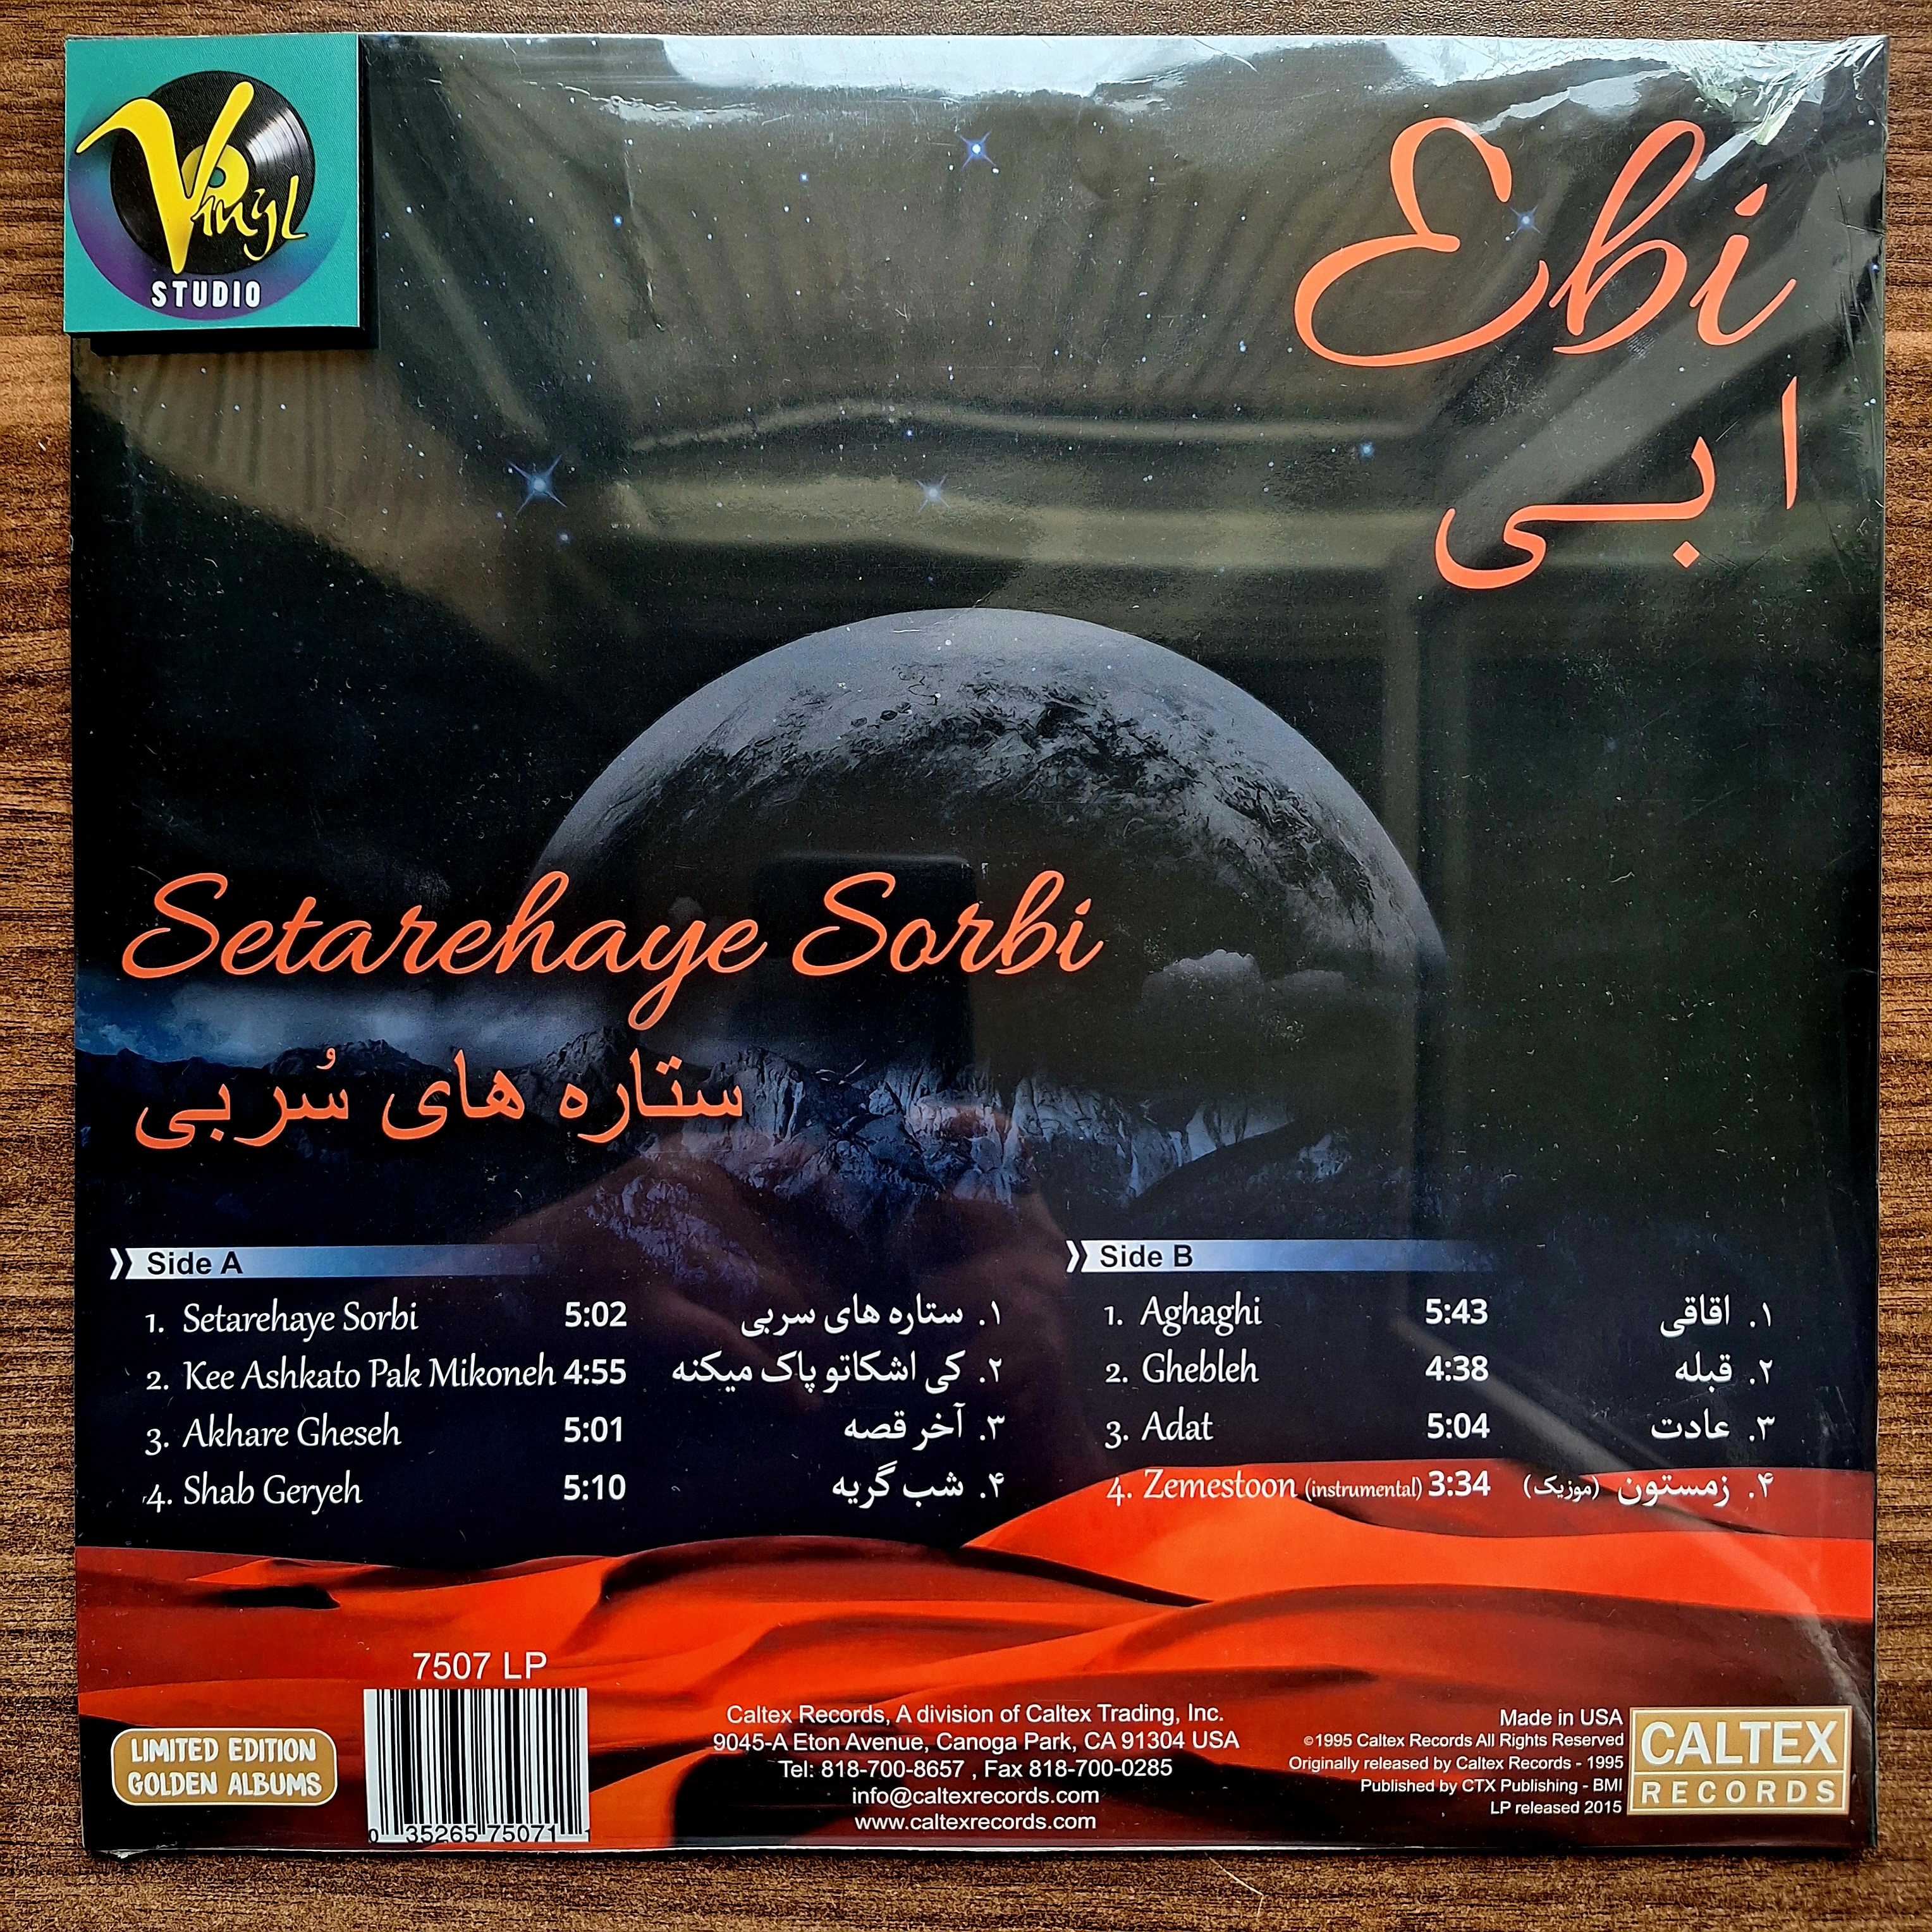 Vinyl
STUDIO
Ebi
ابی
Setarehaye Sorbi
ستاره های سُربی
Side A
1. Setarehaye Sorbi 5:02 ۱. ستاره های سربی
2. Kee Ashkato Pak Mikoneh 4:55 ۲. کی اشکاتو پاک میکنه
3. Akhare Gheseh 5:01 ۳. آخر قصه
4. Shab Geryeh 5:10 ۴. شب گریه
Side B
1. Aghaghi 5:43 ۱. اقاقی
2. Ghebleh 4:38 ۲. قبله
3. Adat 5:04 ۳. عادت
4. Zemestoon (instrumental) 3:34 ۴. زمستون (موزیک)
LIMITED EDITION
GOLDEN ALBUMS
7507 LP
0 35265 75071 1
Caltex Records, A division of Caltex Trading, Inc.
9045-A Eton Avenue, Canoga Park, CA 91304 USA
Tel: 818-700-8657 , Fax 818-700-0285
info@caltexrecords.com
www.caltexrecords.com
Made in USA
©1995 Caltex Records All Rights Reserved
Originally released by Caltex Records - 1995
Published by CTX Publishing - BMI
LP released 2015
CALTEX
RECORDS